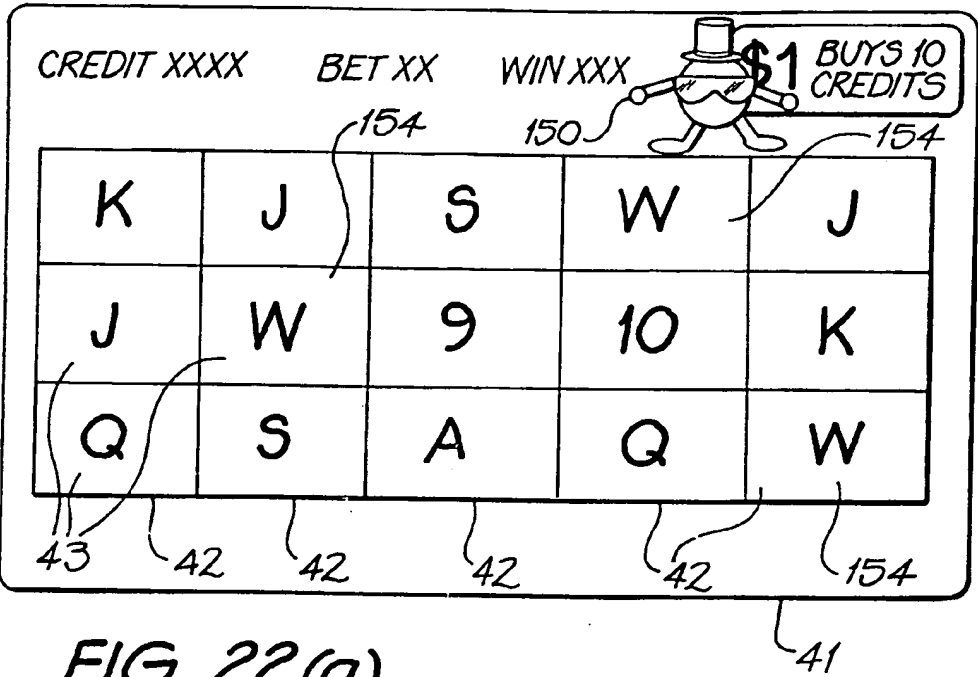 CREDIT XXXX BET XX WIN XXX $1 BUYS 10
CREDITS
150 154 154
K J S W J
J W 9 10 K
Q S A Q W
43 42 42 42 42 154
41
FIG. 22(a)